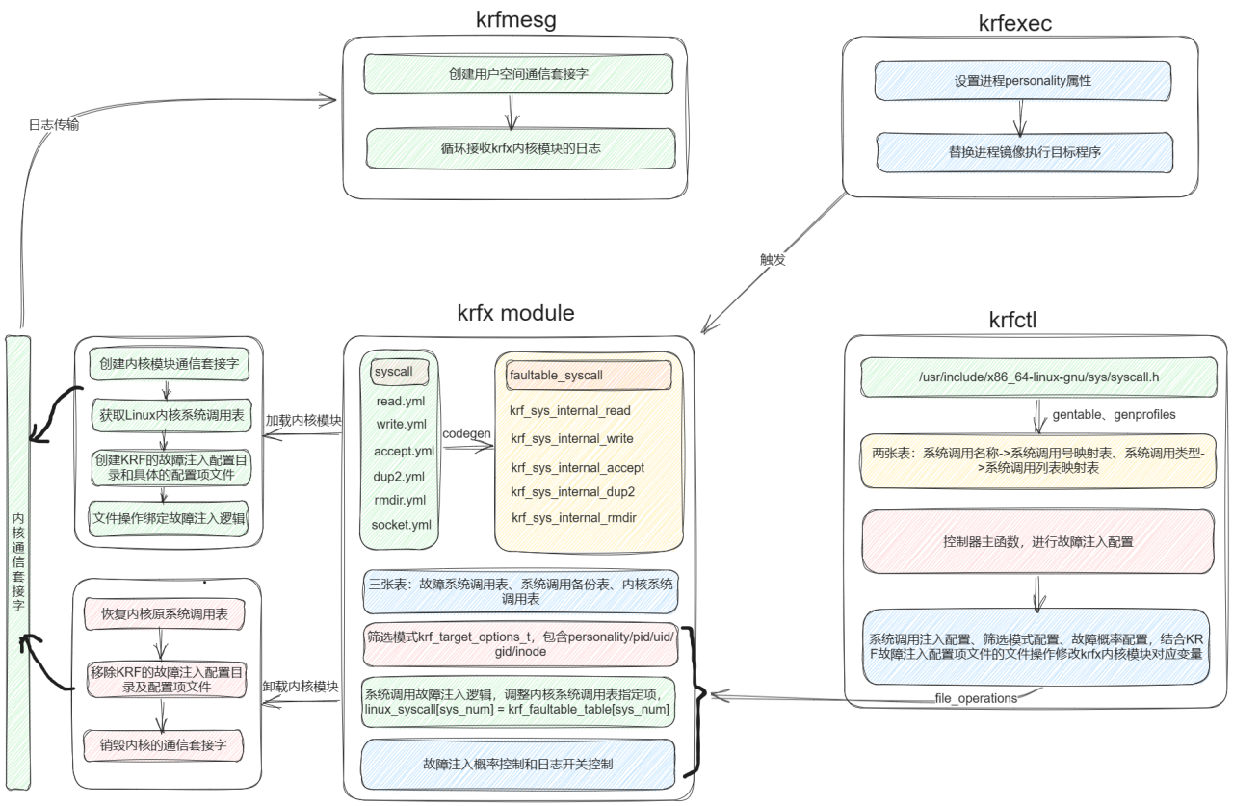 krfmesg
创建用户空间通信套接字
循环接收krfx内核模块的日志
krfexec
设置进程personality属性
替换进程镜像执行目标程序
日志传输
触发
内核通信套接字
创建内核模块通信套接字
获取Linux内核系统调用表
创建KRF的故障注入配置目
录和具体的配置项文件
文件操作绑定故障注入逻辑
加载内核模块
恢复内核原系统调用表
移除KRF的故障注入配置目
录及配置项文件
销毁内核的通信套接字
卸载内核模块
krfx module
syscall
read.yml
write.yml
accept.yml
dup2.yml
rmdir.yml
socket.yml
codegen
faultable_syscall
krf_sys_internal_read
krf_sys_internal_write
krf_sys_internal_accept
krf_sys_internal_dup2
krf_sys_internal_rmdir
三张表：故障系统调用表、系统调用备份表、内核系统
调用表
筛选模式krf_target_options_t，包含personality/pid/uid/
gid/inode
系统调用故障注入逻辑，调整内核系统调用表指定项，
linux_syscall[sys_num] = krf_faultable_table[sys_num]
故障注入概率控制和日志开关控制
krfctl
/usr/include/x86_64-linux-gnu/sys/syscall.h
gentable、genprofiles
两张表：系统调用名称->系统调用号映射表、系统调用类型-
>系统调用列表映射表
控制器主函数，进行故障注入配置
系统调用注入配置、筛选模式配置、故障概率配置，结合KR
F故障注入配置项文件的文件操作修改krfx内核模块对应变量
file_operations